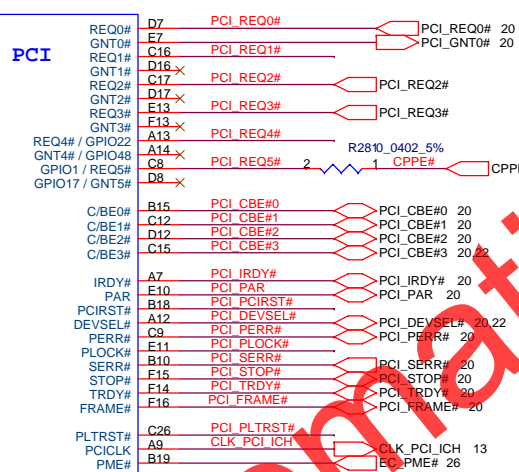 PCI
REQ0# D7 PCI_REQ0# PCI_REQ0# 20
GNT0# E7 PCI_GNT0# 20
REQ1# C16 PCI_REQ1#
GNT1# D16
REQ2# C17 PCI_REQ2# PCI_REQ2#
GNT2# D17
REQ3# E13 PCI_REQ3# PCI_REQ3#
GNT3# F13
REQ4# / GPIO22 A13 PCI_REQ4#
GNT4# / GPIO48 A14
R2810_0402_5%
GPIO1 / REQ5# C8 PCI_REQ5# 2 1 CPPE#
GPIO17 / GNT5# D8
C/BE0# B15 PCI_CBE#0 PCI_CBE#0 20
C/BE1# C12 PCI_CBE#1 PCI_CBE#1 20
C/BE2# D12 PCI_CBE#2 PCI_CBE#2 20
C/BE3# C15 PCI_CBE#3 PCI_CBE#3 20,22
IRDY# A7 PCI_IRDY# PCI_IRDY# 20
PAR E10 PCI_PAR PCI_PAR 20
PCIRST# B18 PCI_PCIRST#
DEVSEL# A12 PCI_DEVSEL# PCI_DEVSEL# 20,22
PERR# C9 PCI_PERR# PCI_PERR# 20
PLOCK# E11 PCI_PLOCK#
SERR# B10 PCI_SERR# PCI_SERR# 20
STOP# F15 PCI_STOP# PCI_STOP# 20
TRDY# F14 PCI_TRDY# PCI_TRDY# 20
FRAME# F16 PCI_FRAME# PCI_FRAME# 20
PLTRST# C26 PCI_PLTRST#
PCICLK A9 CLK_PCI_ICH CLK_PCI_ICH 13
PME# B19 EC_PME# 26